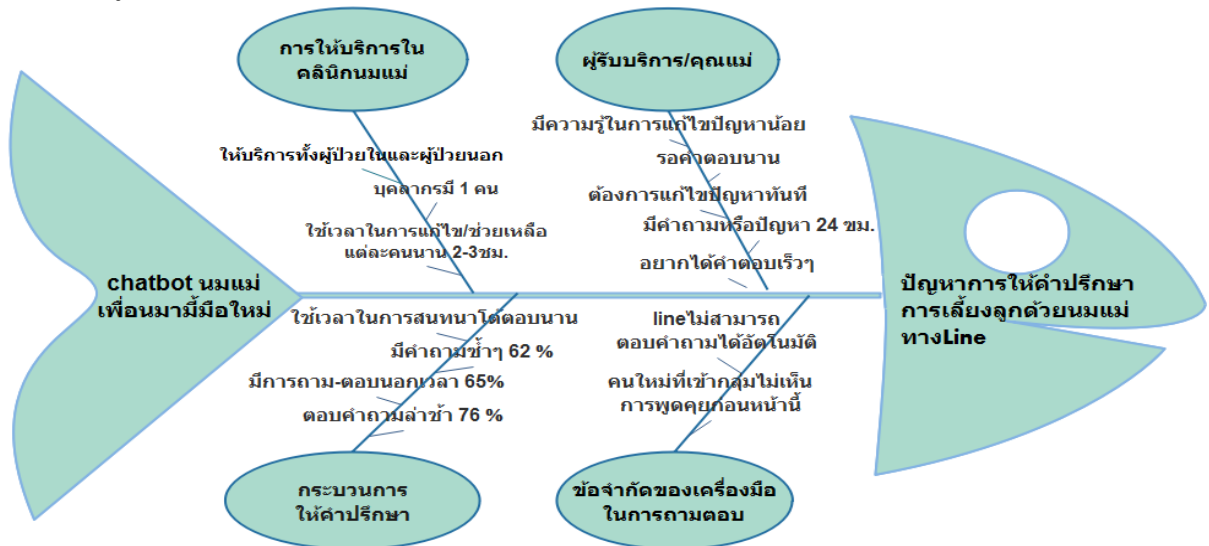 การให้บริการใน
คลินิกนมแม่
ผู้รับบริการ/คุณแม่
มีความรู้ในการแก้ไขปัญหาน้อย
ให้บริการทั้งผู้ป่วยในและผู้ป่วยนอก
รอคำตอบนาน
บุคลากรมี 1 คน
ต้องการแก้ไขปัญหาทันที
ใช้เวลาในการแก้ไข/ช่วยเหลือ
แต่ละคนนาน 2-3ชม.
มีคำถามหรือปัญหา 24 ชม.
อยากได้คำตอบเร็วๆ
chatbot นมแม่
เพื่อนมามี้มือใหม่
ปัญหาการให้คำปรึกษา
การเลี้ยงลูกด้วยนมแม่
ทางLine
ใช้เวลาในการสนทนาโต้ตอบนาน
มีคำถามซ้ำๆ 62 %
มีการถาม-ตอบนอกเวลา 65%
ตอบคำถามล่าช้า 76 %
lineไม่สามารถ
ตอบคำถามได้อัตโนมัติ
คนใหม่ที่เข้ากลุ่มไม่เห็น
การพูดคุยก่อนหน้านี้
กระบวนการ
ให้คำปรึกษา
ข้อจำกัดของเครื่องมือ
ในการถามตอบ